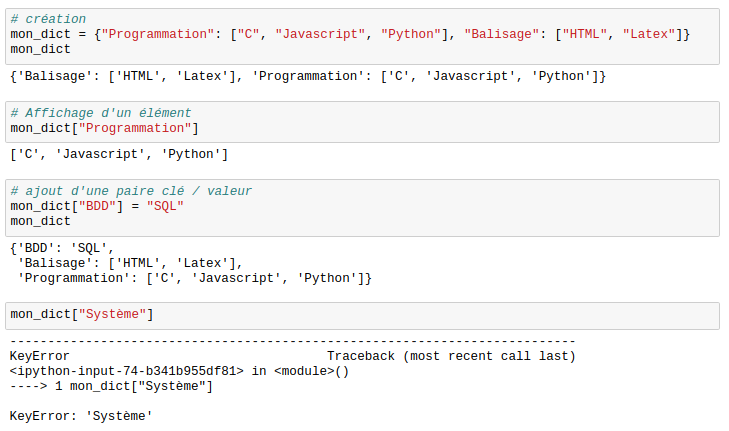 # création
mon_dict = {"Programmation": ["C", "Javascript", "Python"], "Balisage": ["HTML", "Latex"]}
mon_dict
{'Balisage': ['HTML', 'Latex'], 'Programmation': ['C', 'Javascript', 'Python']}
# Affichage d'un élément
mon_dict["Programmation"]
['C', 'Javascript', 'Python']
# ajout d'une paire clé / valeur
mon_dict["BDD"] = "SQL"
mon_dict
{'BDD': 'SQL',
 'Balisage': ['HTML', 'Latex'],
 'Programmation': ['C', 'Javascript', 'Python']}
mon_dict["Système"]
---------------------------------------------------------------------------
KeyError                                  Traceback (most recent call last)
<ipython-input-74-b341b955df81> in <module>()
----> 1 mon_dict["Système"]
KeyError: 'Système'